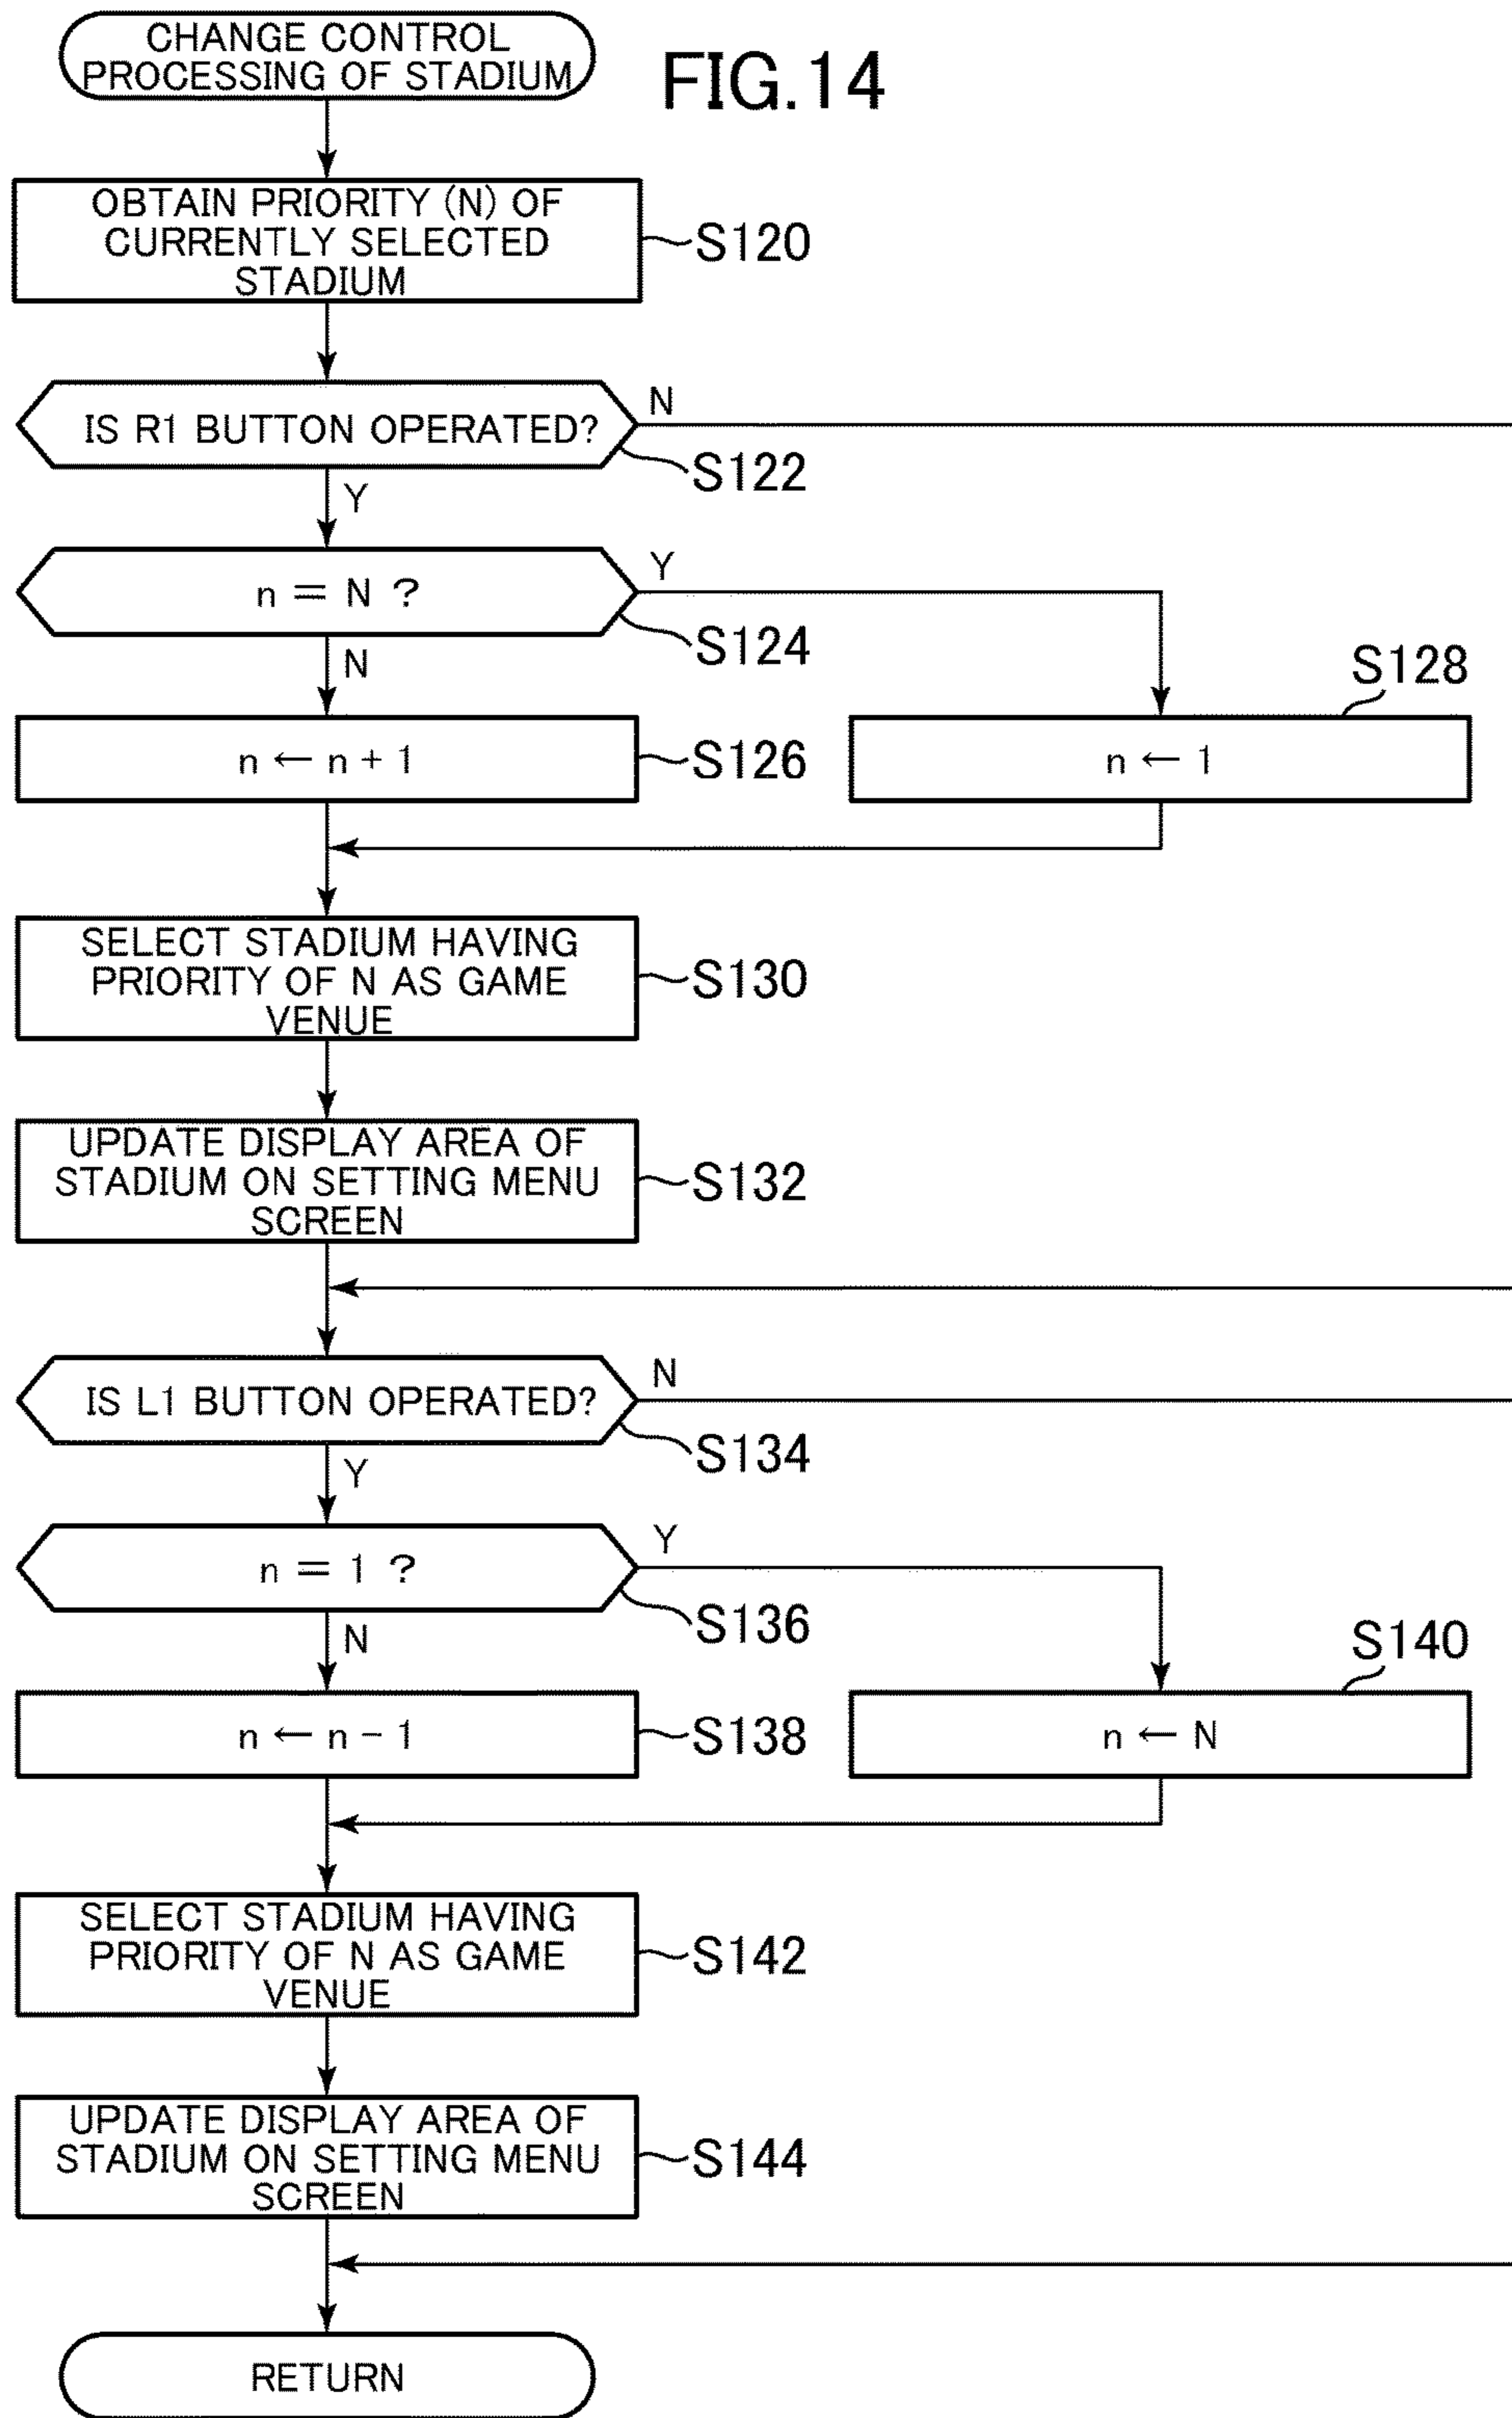 CHANGE CONTROL
PROCESSING OF STADIUM
FIG.14
OBTAIN PRIORITY (N) OF
CURRENTLY SELECTED
STADIUM
S120
IS R1 BUTTON OPERATED?
N
S122
Y
n = N ?
Y
S124
N
S128
n ← n + 1
S126
n ← 1
SELECT STADIUM HAVING
PRIORITY OF N AS GAME
VENUE
S130
UPDATE DISPLAY AREA OF
STADIUM ON SETTING MENU
SCREEN
S132
IS L1 BUTTON OPERATED?
N
S134
Y
n = 1 ?
Y
S136
N
S140
n ← n - 1
S138
n ← N
SELECT STADIUM HAVING
PRIORITY OF N AS GAME
VENUE
S142
UPDATE DISPLAY AREA OF
STADIUM ON SETTING MENU
SCREEN
S144
RETURN